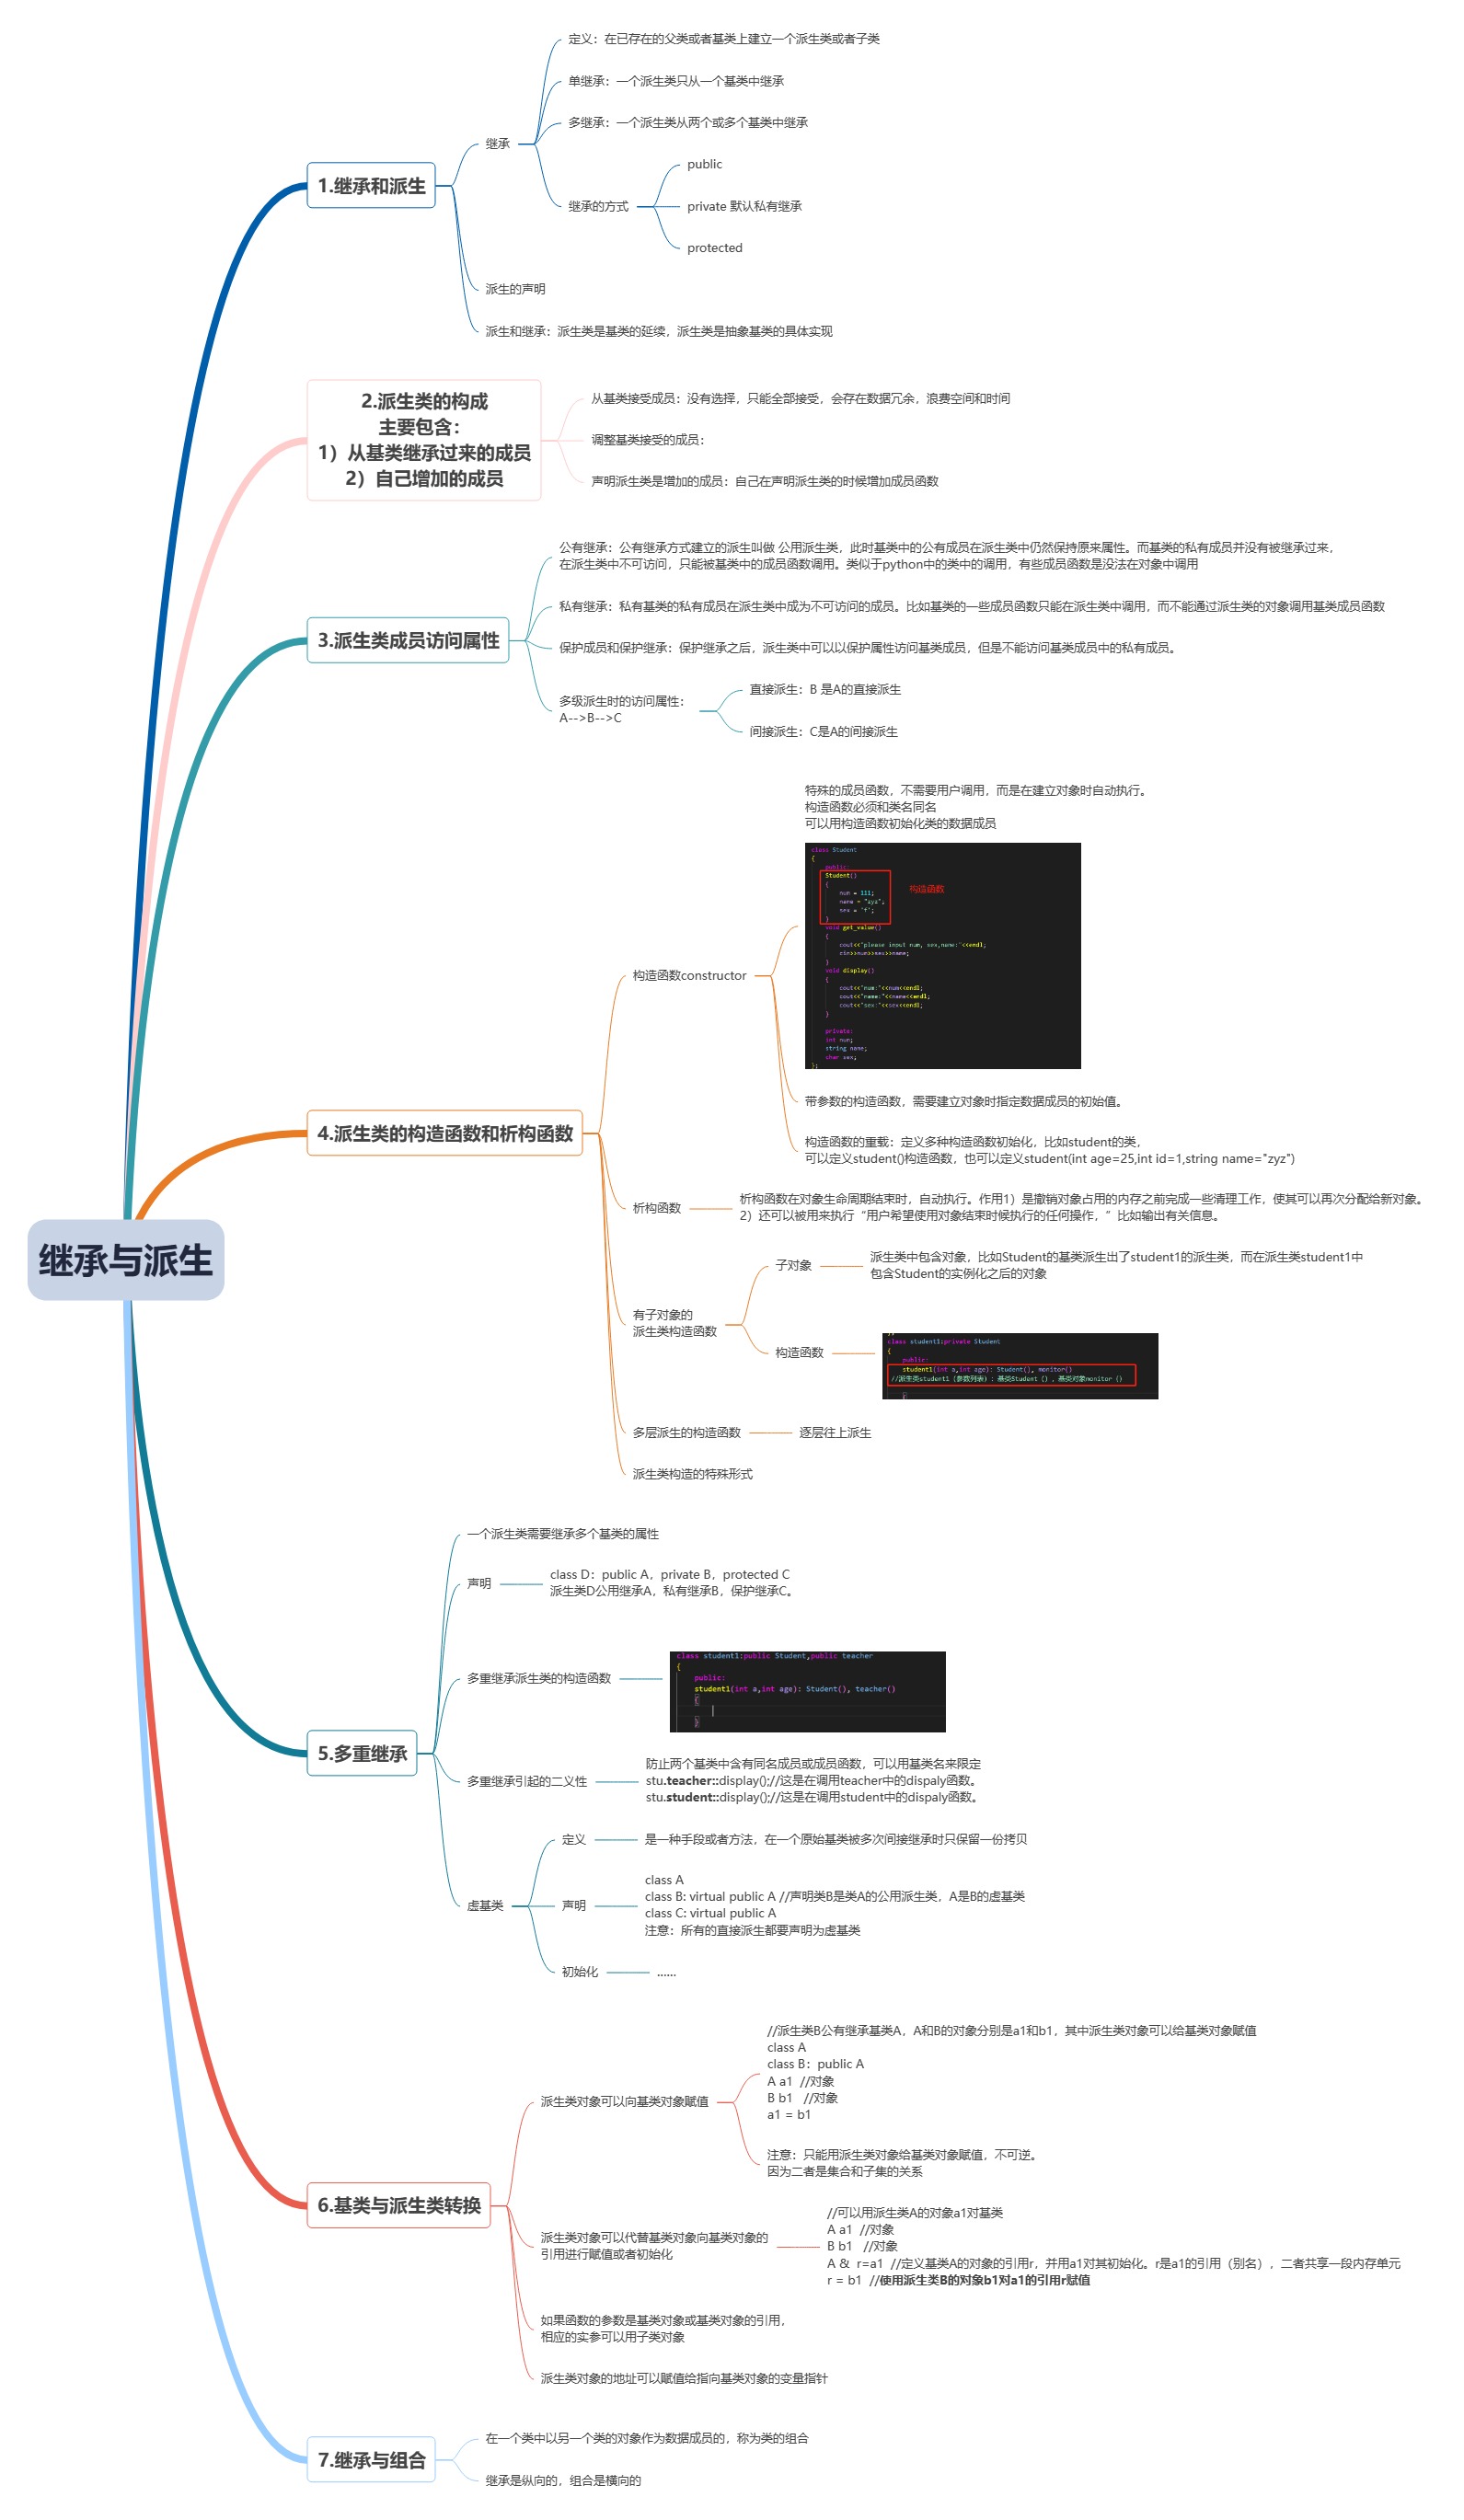 继承与派生
1.继承和派生
继承
定义：在已存在的父类或者基类上建立一个派生类或者子类
单继承：一个派生类只从一个基类中继承
多继承：一个派生类从两个或多个基类中继承
继承的方式
public
private 默认私有继承
protected
派生的声明
派生和继承：派生类是基类的延续，派生类是抽象基类的具体实现
2.派生类的构成
主要包含：
1）从基类继承过来的成员
2）自己增加的成员
从基类接受成员：没有选择，只能全部接受，会存在数据冗余，浪费空间和时间
调整基类接受的成员：
声明派生类是增加的成员：自己在声明派生类的时候增加成员函数
3.派生类成员访问属性
公有继承：公有继承方式建立的派生叫做 公用派生类，此时基类中的公有成员在派生类中仍然保持原来属性。而基类的私有成员并没有被继承过来，
在派生类中不可访问，只能被基类中的成员函数调用。类似于python中的类中的调用，有些成员函数是没法在对象中调用
私有继承：私有基类的私有成员在派生类中成为不可访问的成员。比如基类的一些成员函数只能在派生类中调用，而不能通过派生类的对象调用基类成员函数
保护成员和保护继承：保护继承之后，派生类中可以以保护属性访问基类成员，但是不能访问基类成员中的私有成员。
多级派生时的访问属性：
A-->B-->C
直接派生：B 是A的直接派生
间接派生：C是A的间接派生
4.派生类的构造函数和析构函数
构造函数constructor
特殊的成员函数，不需要用户调用，而是在建立对象时自动执行。
构造函数必须和类名同名
可以用构造函数初始化类的数据成员
class Student
{
public:
Student()
{
num = 111;
name = "zyz";
sex = 'f';
}
构造函数
void get_value()
{
cout<<"please input num, sex,name:"<<endl;
cin>>num>>sex>>name;
}
void display()
{
cout<<"num:"<<num<<endl;
cout<<"name:"<<name<<endl;
cout<<"sex:"<<sex<<endl;
}
private:
int num;
string name;
char sex;
};
带参数的构造函数，需要建立对象时指定数据成员的初始值。
构造函数的重载：定义多种构造函数初始化，比如student的类，
可以定义student()构造函数，也可以定义student(int age=25,int id=1,string name="zyz")
析构函数
析构函数在对象生命周期结束时，自动执行。作用1）是撤销对象占用的内存之前完成一些清理工作，使其可以再次分配给新对象。
2）还可以被用来执行“用户希望使用对象结束时候执行的任何操作，”比如输出有关信息。
有子对象的
派生类构造函数
子对象
派生类中包含对象，比如Student的基类派生出了student1的派生类，而在派生类student1中
包含Student的实例化之后的对象
构造函数
};
class student1:private Student
{
public:
student1(int a,int age): Student(), monitor()
//派生类student1（参数列表）：基类Student（），基类对象monitor（）
{
多层派生的构造函数
逐层往上派生
派生类构造的特殊形式
5.多重继承
一个派生类需要继承多个基类的属性
声明
class D：public A，private B，protected C
派生类D公用继承A，私有继承B，保护继承C。
多重继承派生类的构造函数
class student1:public Student,public teacher
{
public:
student1(int a,int age): Student(), teacher()
{
}
多重继承引起的二义性
防止两个基类中含有同名成员或成员函数，可以用基类名来限定
stu.teacher::display();//这是在调用teacher中的dispaly函数。
stu.student::display();//这是在调用student中的dispaly函数。
虚基类
定义
是一种手段或者方法，在一个原始基类被多次间接继承时只保留一份拷贝
声明
class A
class B: virtual public A //声明类B是类A的公用派生类，A是B的虚基类
class C: virtual public A
注意：所有的直接派生都要声明为虚基类
初始化
......
6.基类与派生类转换
派生类对象可以向基类对象赋值
//派生类B公有继承基类A，A和B的对象分别是a1和b1，其中派生类对象可以给基类对象赋值
class A
class B：public A
A a1  //对象
B b1   //对象
a1 = b1
注意：只能用派生类对象给基类对象赋值，不可逆。
因为二者是集合和子集的关系
派生类对象可以代替基类对象向基类对象的
引用进行赋值或者初始化
//可以用派生类A的对象a1对基类
A a1  //对象
B b1   //对象
A &  r=a1  //定义基类A的对象的引用r，并用a1对其初始化。r是a1的引用（别名），二者共享一段内存单元
r = b1  //使用派生类B的对象b1对a1的引用r赋值
如果函数的参数是基类对象或基类对象的引用，
相应的实参可以用子类对象
派生类对象的地址可以赋值给指向基类对象的变量指针
7.继承与组合
在一个类中以另一个类的对象作为数据成员的，称为类的组合
继承是纵向的，组合是横向的